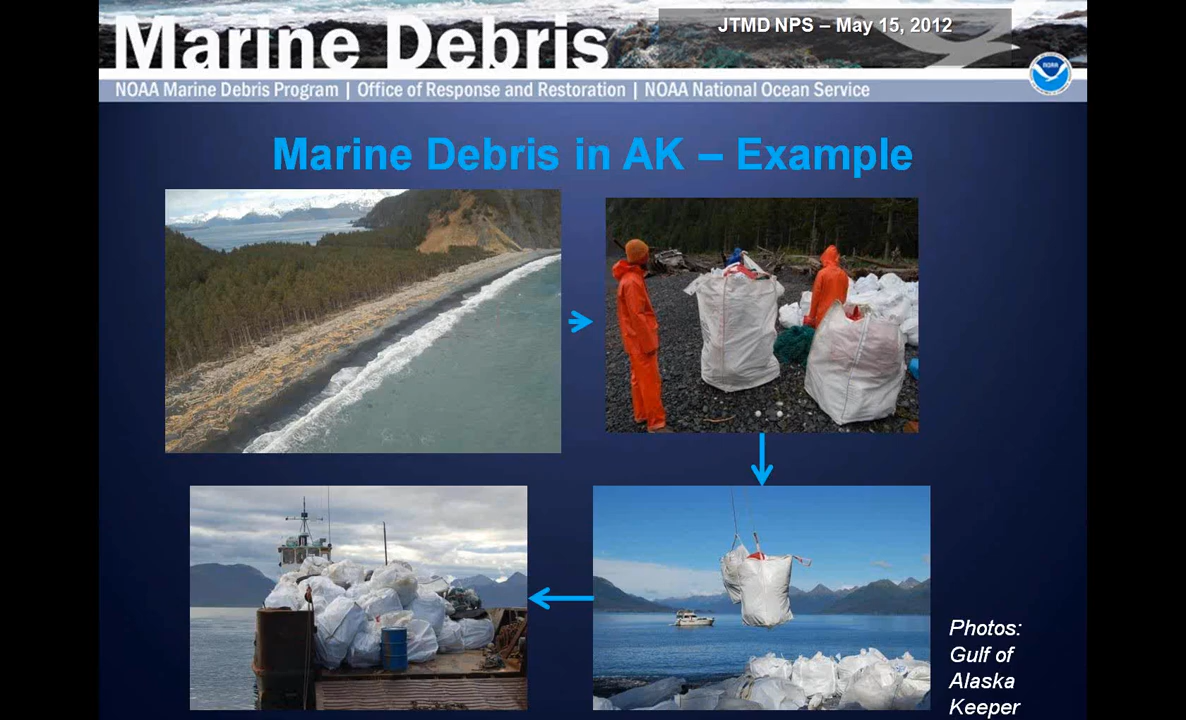 Marine Debris
JTMD NPS – May 15, 2012
NOAA
NOAA Marine Debris Program | Office of Response and Restoration | NOAA National Ocean Service
Marine Debris in AK – Example
Photos:
Gulf of
Alaska
Keeper